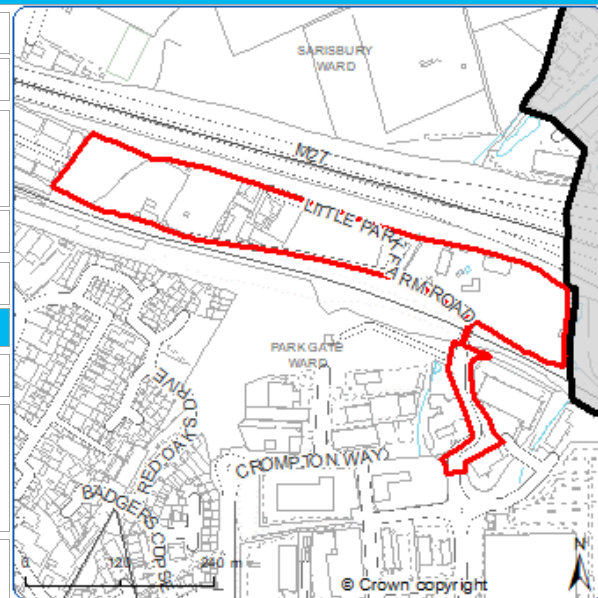 SARISBURY
WARD
M27
LITTLE PARK FARM ROAD
PARK GATE
WARD
RED OAKS DRIVE
CROMPTON WAY
BADGERS COPSE
N
0 120 240 m
© Crown copyright